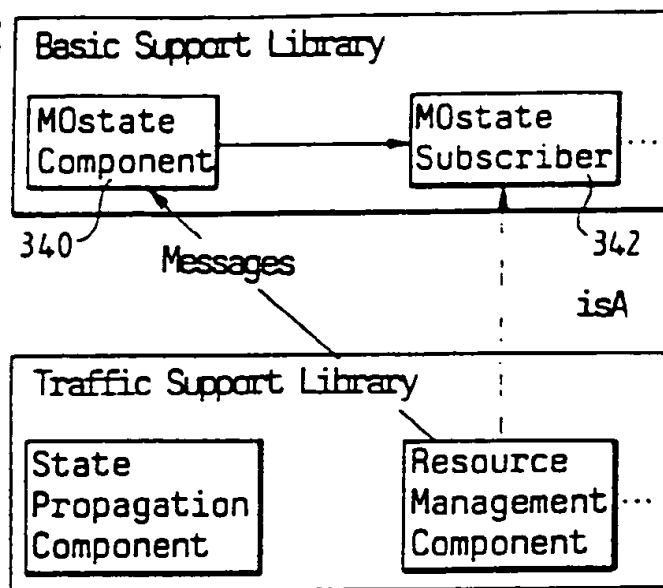 Basic Support Library
MOstate
Component
MOstate
Subscriber
...
340
342
Messages
isA
Traffic Support Library
State
Propagation
Component
Resource
Management
Component
...